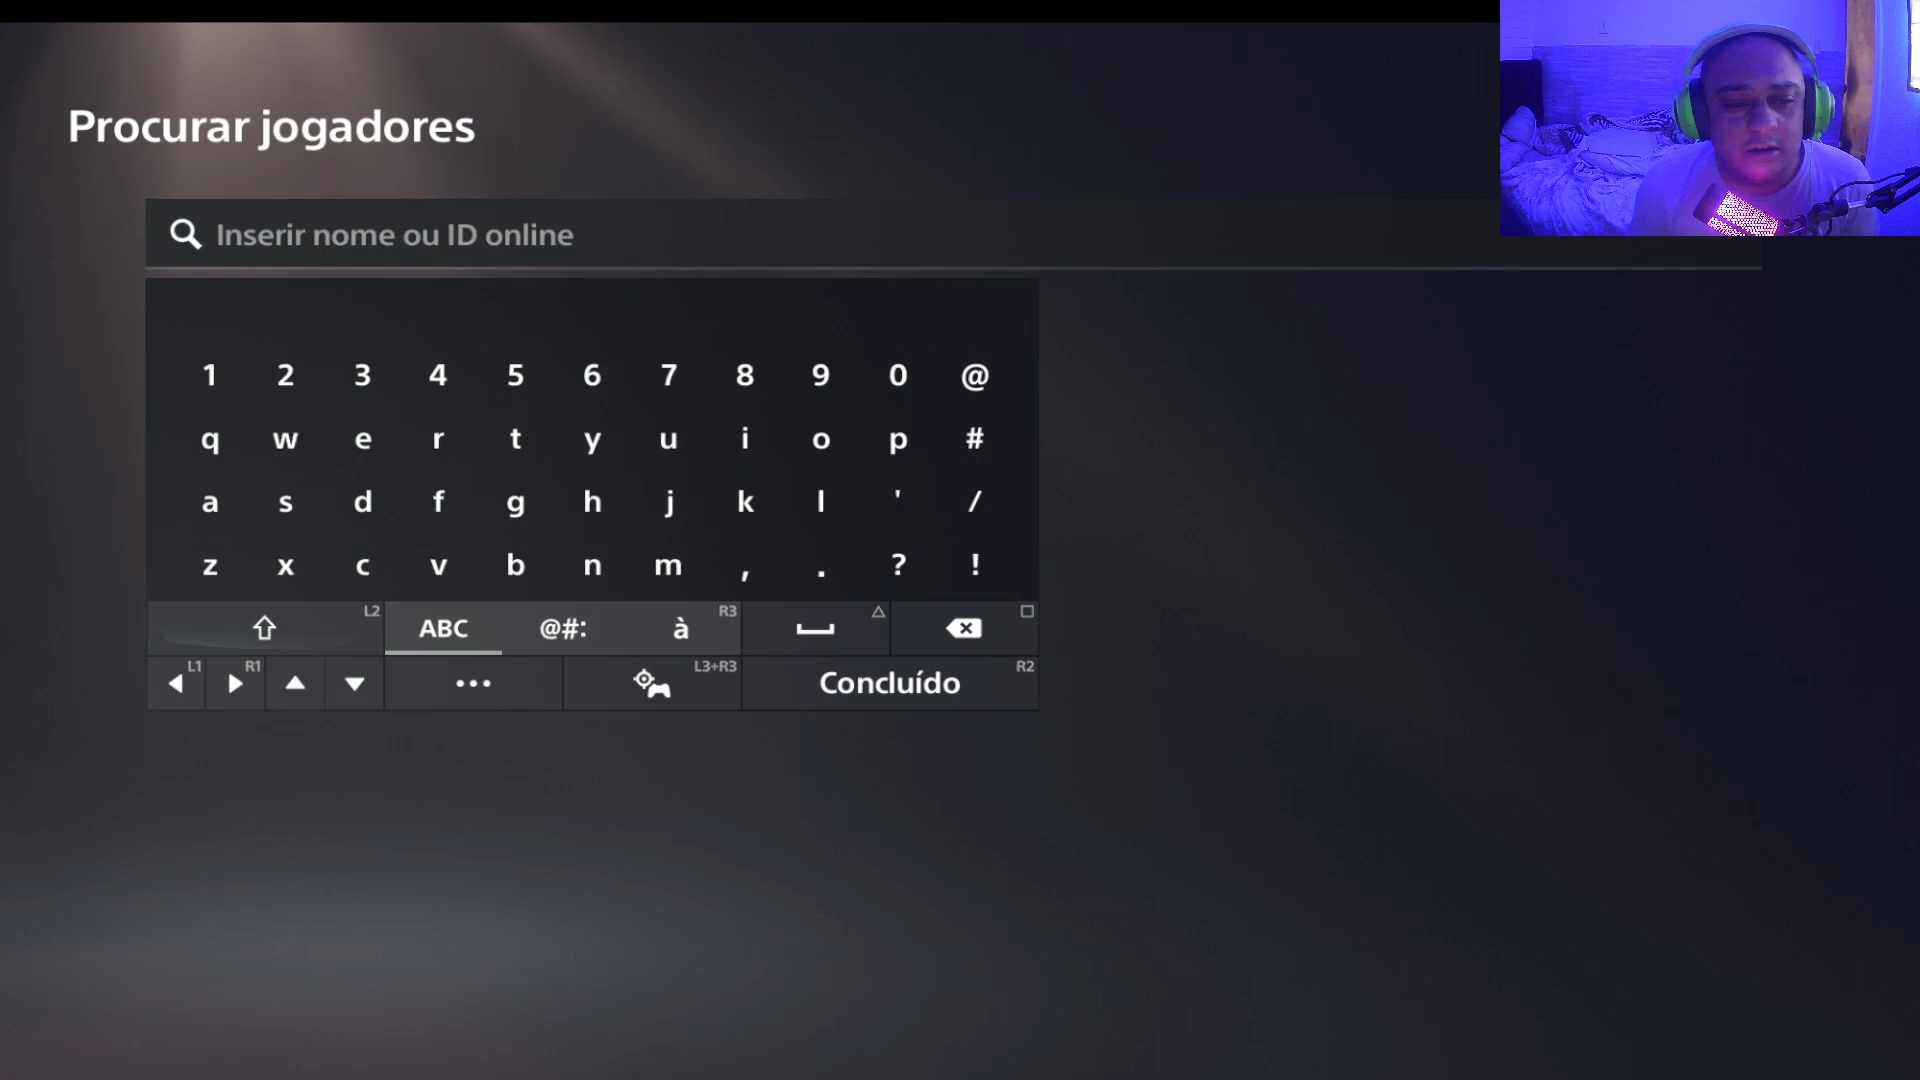 Procurar jogadores
Inserir nome ou ID online
1 2 3 4 5 6 7 8 9 0 @
q w e r t y u i o p #
a s d f g h j k l ' /
z x c v b n m , . ? !
L2 ABC @#: à R3
L1 R1 ... L3+R3 Concluído R2